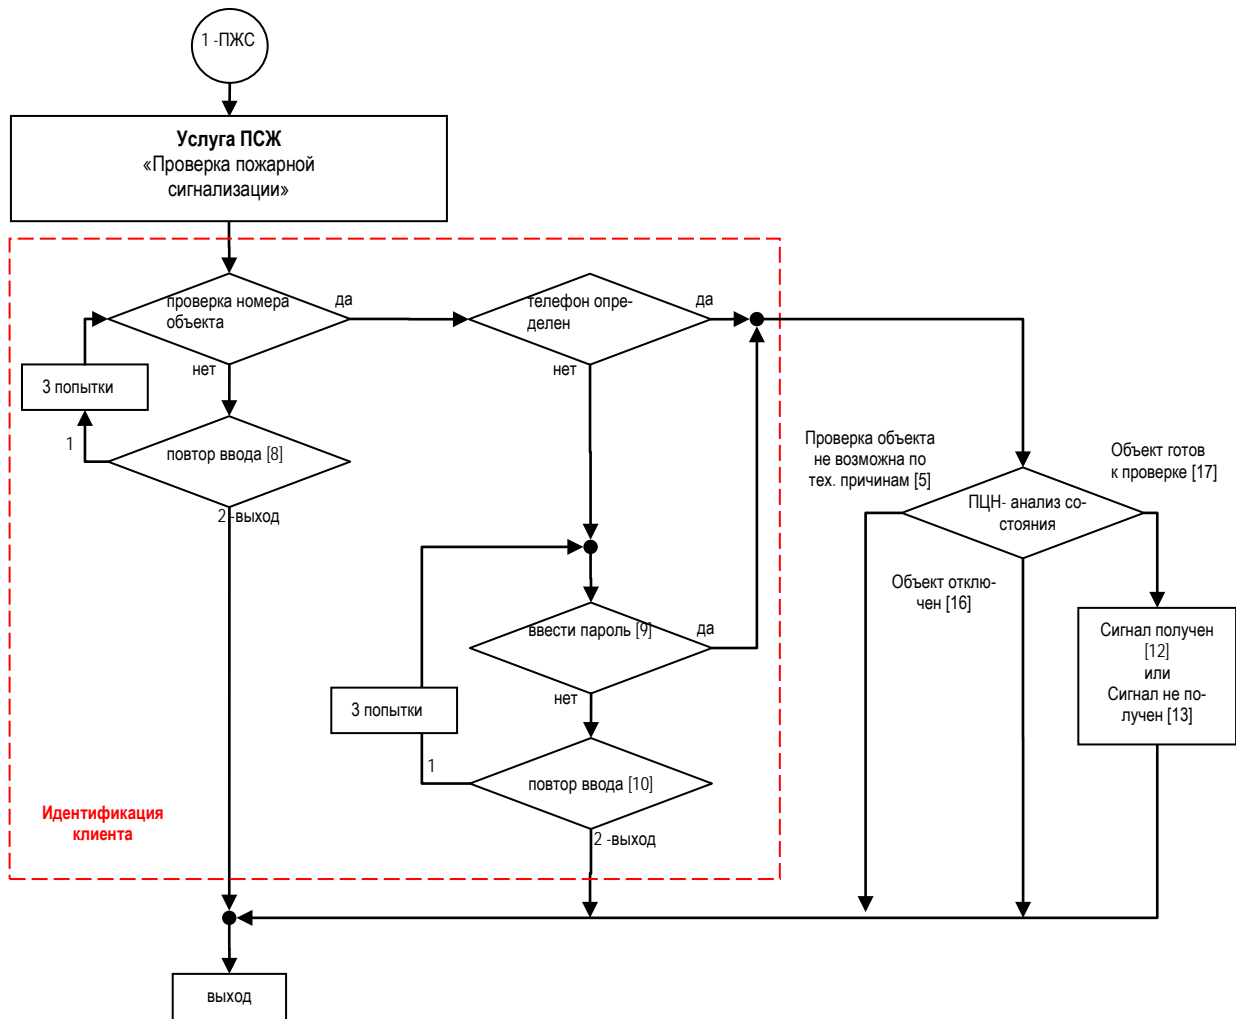 1 -ПЖС
Услуга ПСЖ
«Проверка пожарной
сигнализации»
проверка номера
объекта
да
телефон опре-
делен
да
нет
нет
3 попытки
1
повтор ввода [8]
2 -выход
Проверка объекта
не возможна по
тех. причинам [5]
Объект готов
к проверке [17]
ПЦН- анализ со-
стояния
Объект отклю-
чен [16]
ввести пароль [9]
да
нет
Сигнал получен
[12]
или
Сигнал не по-
лучен [13]
3 попытки
1
повтор ввода [10]
2 -выход
Идентификация
клиента
выход